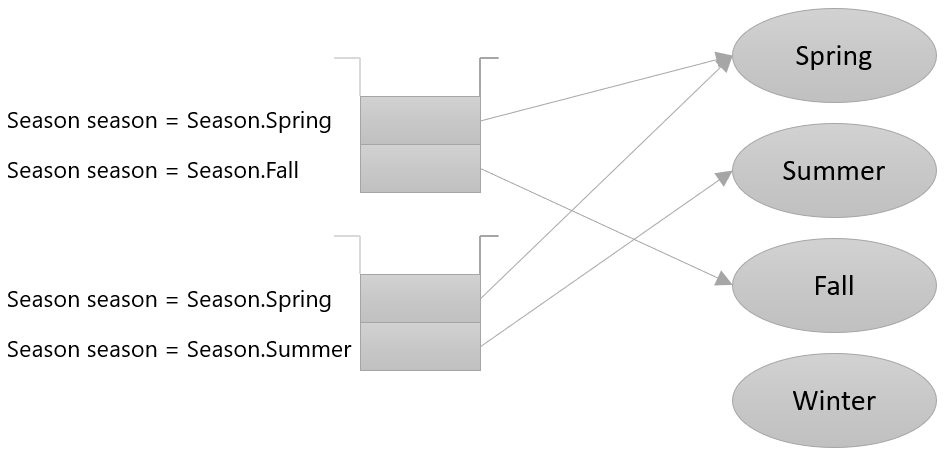 Spring
Season season = Season.Spring
Season season = Season.Fall
Summer
Fall
Season season = Season.Spring
Season season = Season.Summer
Winter